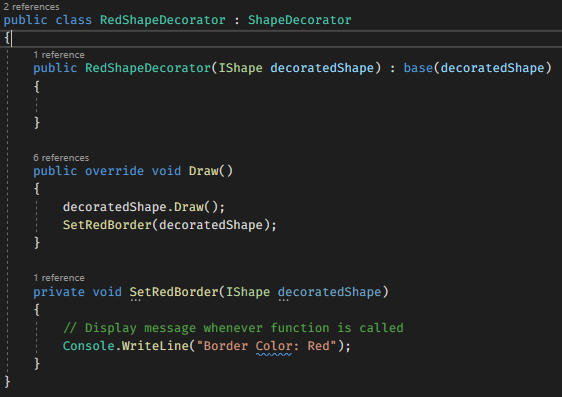 2 references
public class RedShapeDecorator : ShapeDecorator
{
1 reference
public RedShapeDecorator(IShape decoratedShape) : base(decoratedShape)
{
}
6 references
public override void Draw()
{
decoratedShape.Draw();
SetRedBorder(decoratedShape);
}
1 reference
private void SetRedBorder(IShape decoratedShape)
{
// Display message whenever function is called
Console.WriteLine("Border Color: Red");
}
}